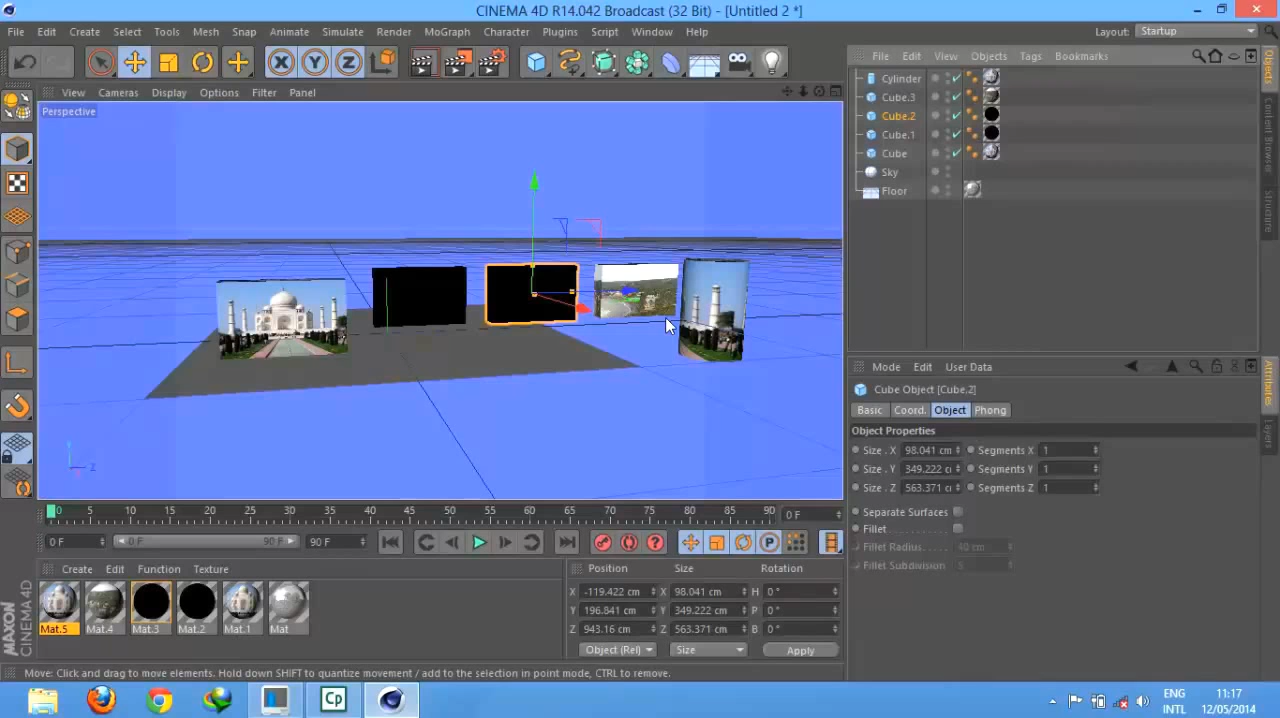 CINEMA 4D R14.042 Broadcast (32 Bit) - [Untitled 2 *]
File Edit Create Select Tools Mesh Snap Animate Simulate Render MoGraph Character Plugins Script Window Help
Layout: Startup
File Edit View Objects Tags Bookmarks
View Cameras Display Options Filter Panel
Perspective
Cylinder
Cube.3
Cube.2
Cube.1
Cube
Sky
Floor
Objects
Content Browser
Structure
Mode Edit User Data
Cube Object [Cube.2]
Basic Coord. Object Phong
Object Properties
Size . X 98.041 cm Segments X 1
Size . Y 349.222 c Segments Y 1
Size . Z 563.371 c Segments Z 1
Separate Surfaces
Fillet
Fillet Radius 40 cm
Fillet Subdivision 5
Attributes
Layers
X Y Z
Z
0 5 10 15 20 25 30 35 40 45 50 55 60 65 70 75 80 85 90 0 F
0 F 0 F 90 F 90 F
Create Edit Function Texture
Mat.5 Mat.4 Mat.3 Mat.2 Mat.1 Mat
Position Size Rotation
X -119.422 cm X 98.041 cm H 0 °
Y 196.841 cm Y 349.222 cm P 0 °
Z 943.16 cm Z 563.371 cm B 0 °
Object (Rel) Size Apply
MAXON
CINEMA 4D
Move: Click and drag to move elements. Hold down SHIFT to quantize movement / add to the selection in point mode, CTRL to remove.
Cp
ENG
INTL
11:17
12/05/2014